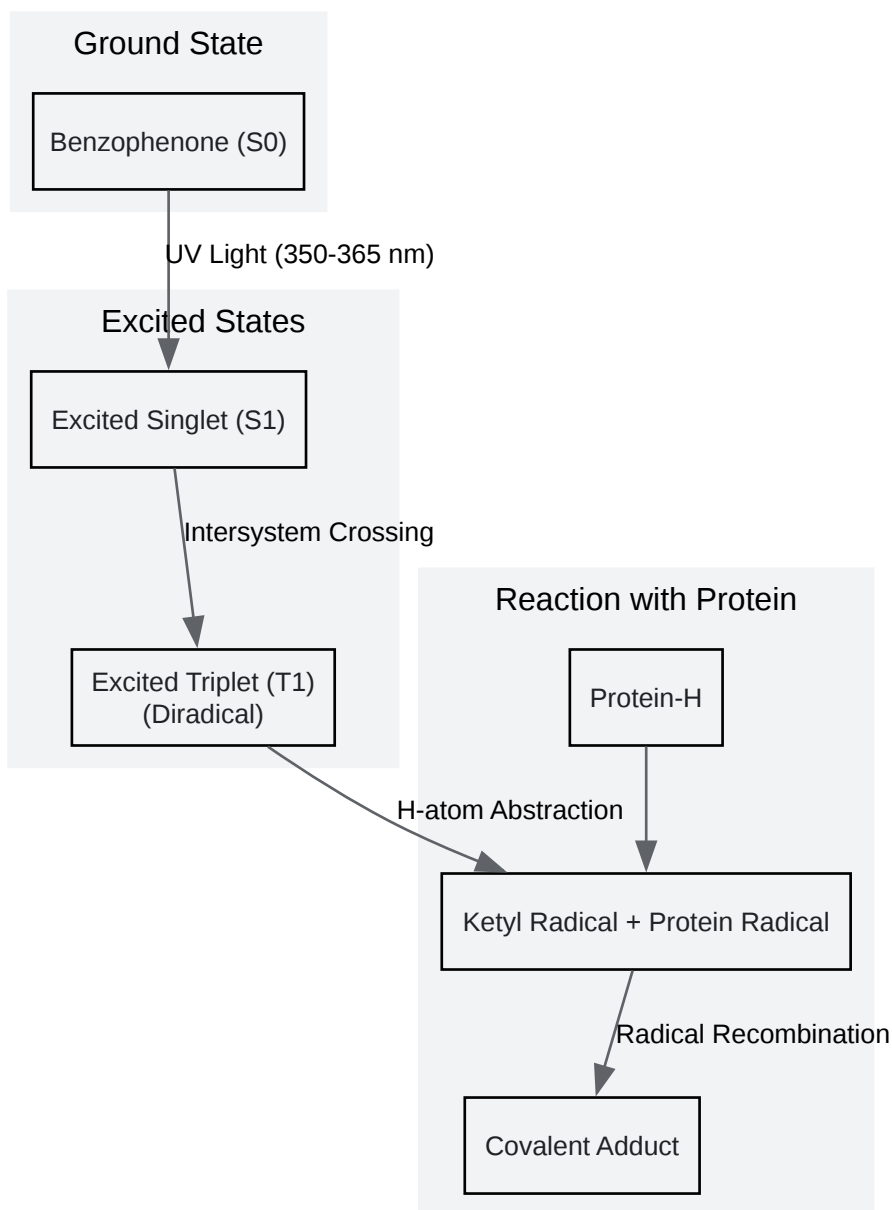 Ground State
Benzophenone (S0)
UV Light (350-365 nm)
Excited States
Excited Singlet (S1)
Intersystem Crossing
Excited Triplet (T1)
(Diradical)
Reaction with Protein
Protein-H
H-atom Abstraction
Ketyl Radical + Protein Radical
Radical Recombination
Covalent Adduct